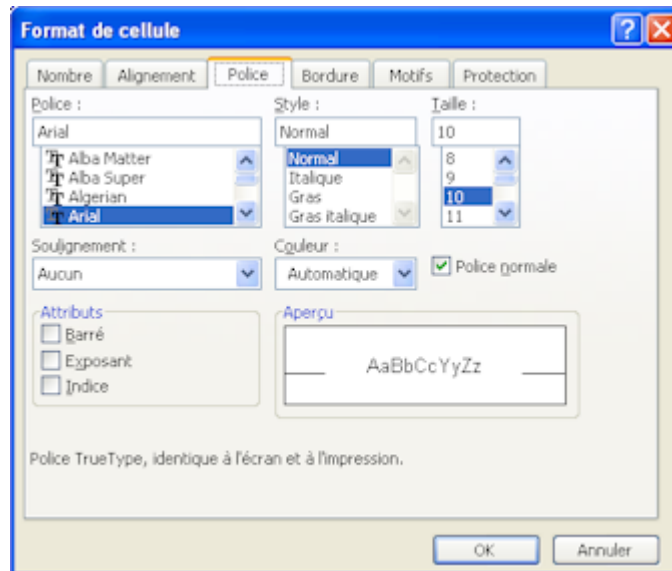 Format de cellule
Nombre Alignement Police Bordure Motifs Protection
Police : Style : Taille :
Arial Normal 10
Alba Matter Normal 8
Alba Super Italique 9
Algerian Gras 10
Arial Gras italique 11
Soulignement : Couleur :
Aucun Automatique Police normale
Attributs Aperçu
Barré
Exposant AaBbCcYyZz
Indice
Police TrueType, identique à l'écran et à l'impression.
OK Annuler